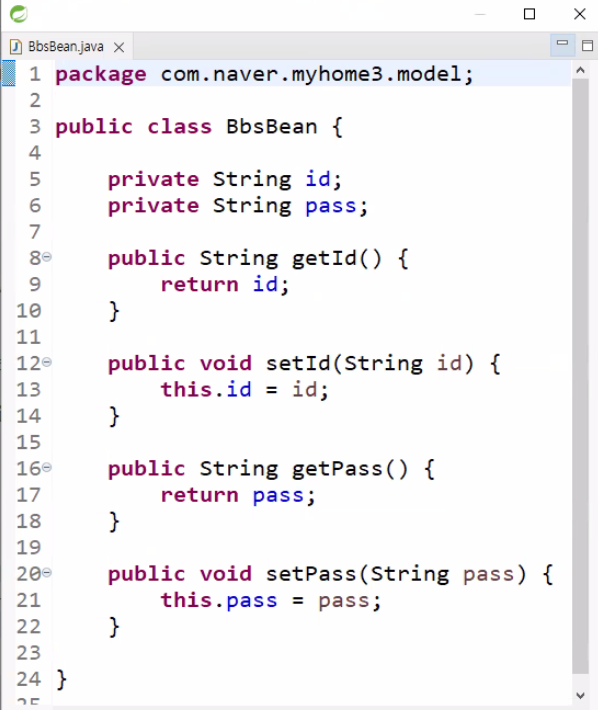 BbsBean.java
1 package com.naver.myhome3.model;
2
3 public class BbsBean {
4
5     private String id;
6     private String pass;
7
8     public String getId() {
9         return id;
10     }
11
12     public void setId(String id) {
13         this.id = id;
14     }
15
16     public String getPass() {
17         return pass;
18     }
19
20     public void setPass(String pass) {
21         this.pass = pass;
22     }
23
24 }
25